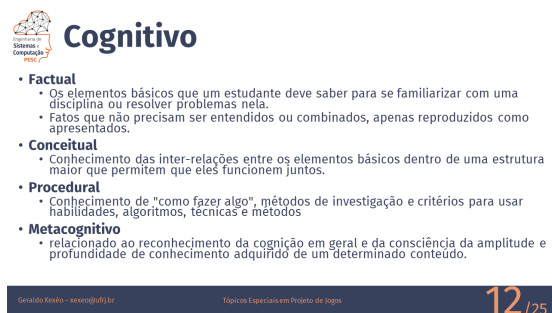 Engenharia de
Sistemas e
Computação
PESC
Cognitivo
• Factual
• Os elementos básicos que um estudante deve saber para se familiarizar com uma
disciplina ou resolver problemas nela.
• Fatos que não precisam ser entendidos ou combinados, apenas reproduzidos como
apresentados.
• Conceitual
• Conhecimento das inter-relações entre os elementos básicos dentro de uma estrutura
maior que permitem que eles funcionem juntos.
• Procedural
• Conhecimento de "como fazer algo", métodos de investigação e critérios para usar
habilidades, algoritmos, técnicas e métodos
• Metacognitivo
• relacionado ao reconhecimento da cognição em geral e da consciência da amplitude e
profundidade de conhecimento adquirido de um determinado conteúdo.
Geraldo Xexéo – xexeo@ufrj.br
Tópicos Especiais em Projeto de Jogos
12/25